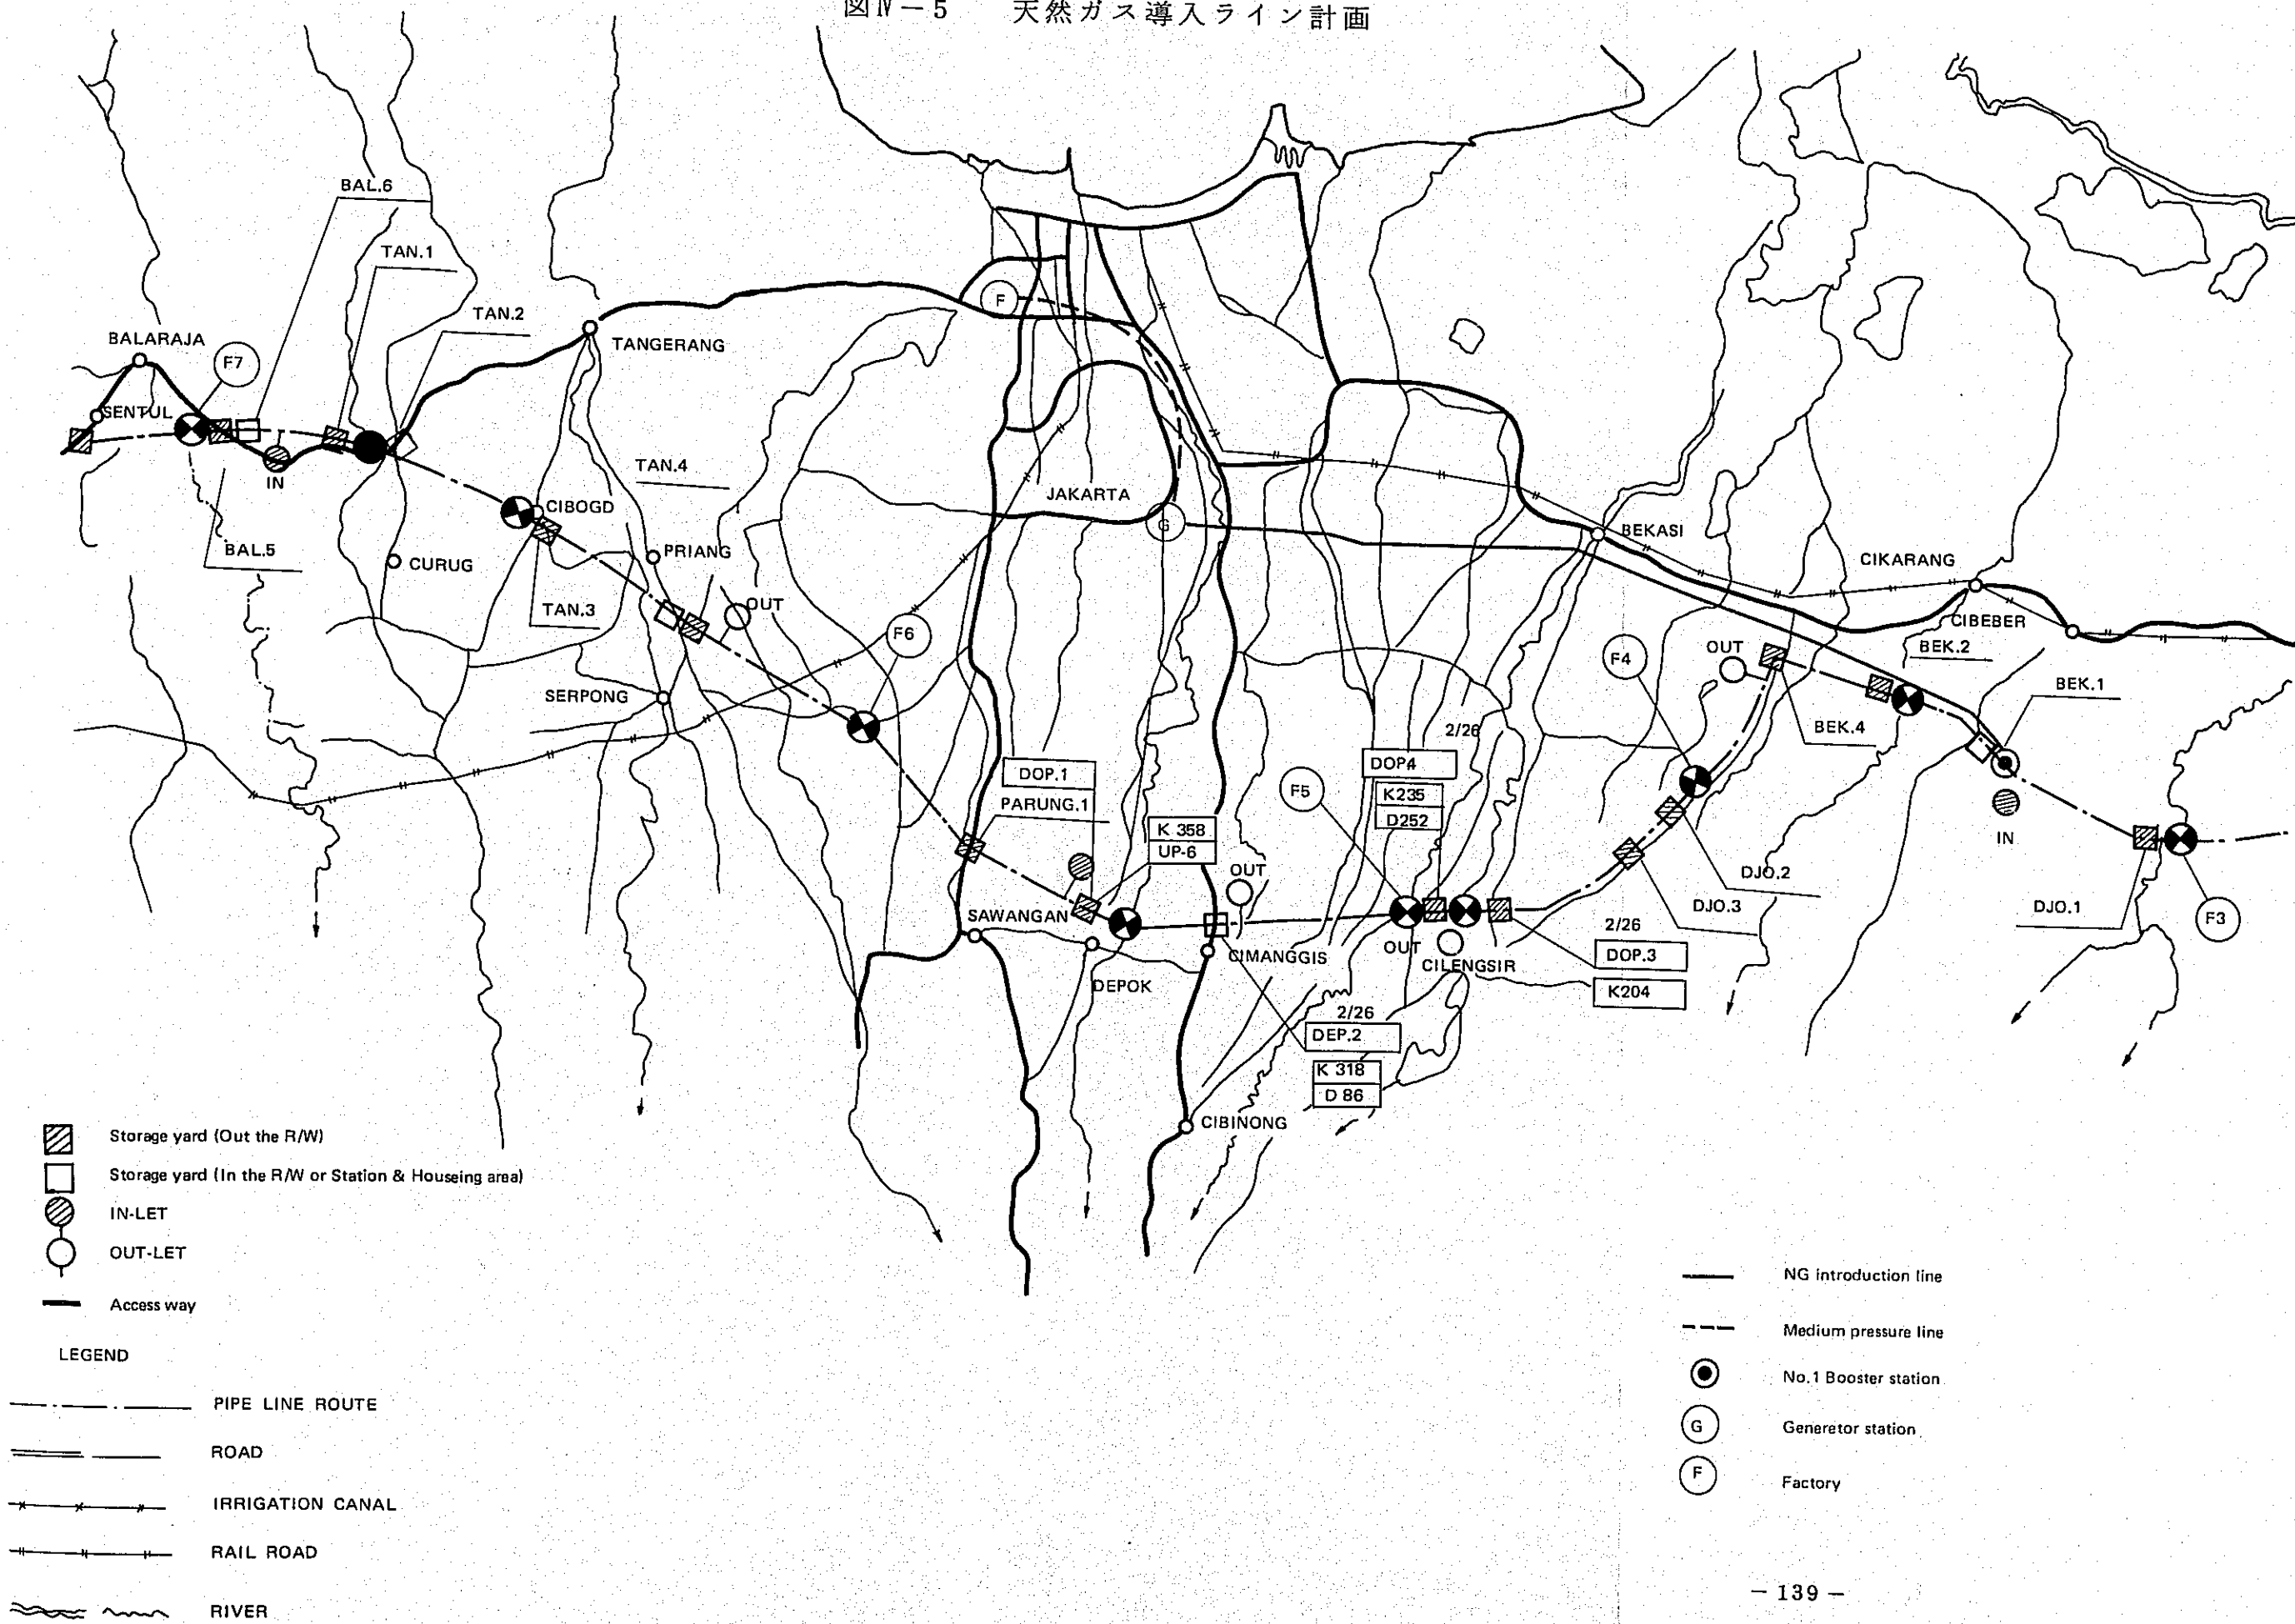 図Ⅳ－5 天然ガス導入ライン計画
BAL.6
TAN.1
TAN.2
BALARAJA
F7
TANGERANG
F
SENTUL
IN
TAN.4
JAKARTA
CIBOGD
G
BEKASI
BAL.5
CURUG
PRIANG
CIKARANG
TAN.3
OUT
F6
CIBEBER
F4
OUT
BEK.2
SERPONG
BEK.1
2/26
BEK.4
DOP.1
DOP4
F5
PARUNG.1
K235
D252
K 358
UP-6
IN
OUT
DJO.2
SAWANGAN
DJO.3
DJO.1
F3
2/26
OUT
CIMANGGIS
CILENGSIR
DOP.3
DEPOK
K204
2/26
DEP.2
K 318
D 86
CIBINONG
Storage yard (Out the R/W)
Storage yard (In the R/W or Station & Houseing area)
IN-LET
OUT-LET
Access way
LEGEND
PIPE LINE ROUTE
ROAD
IRRIGATION CANAL
RAIL ROAD
RIVER
NG introduction line
Medium pressure line
No.1 Booster station
G
Generetor station
F
Factory
－139－